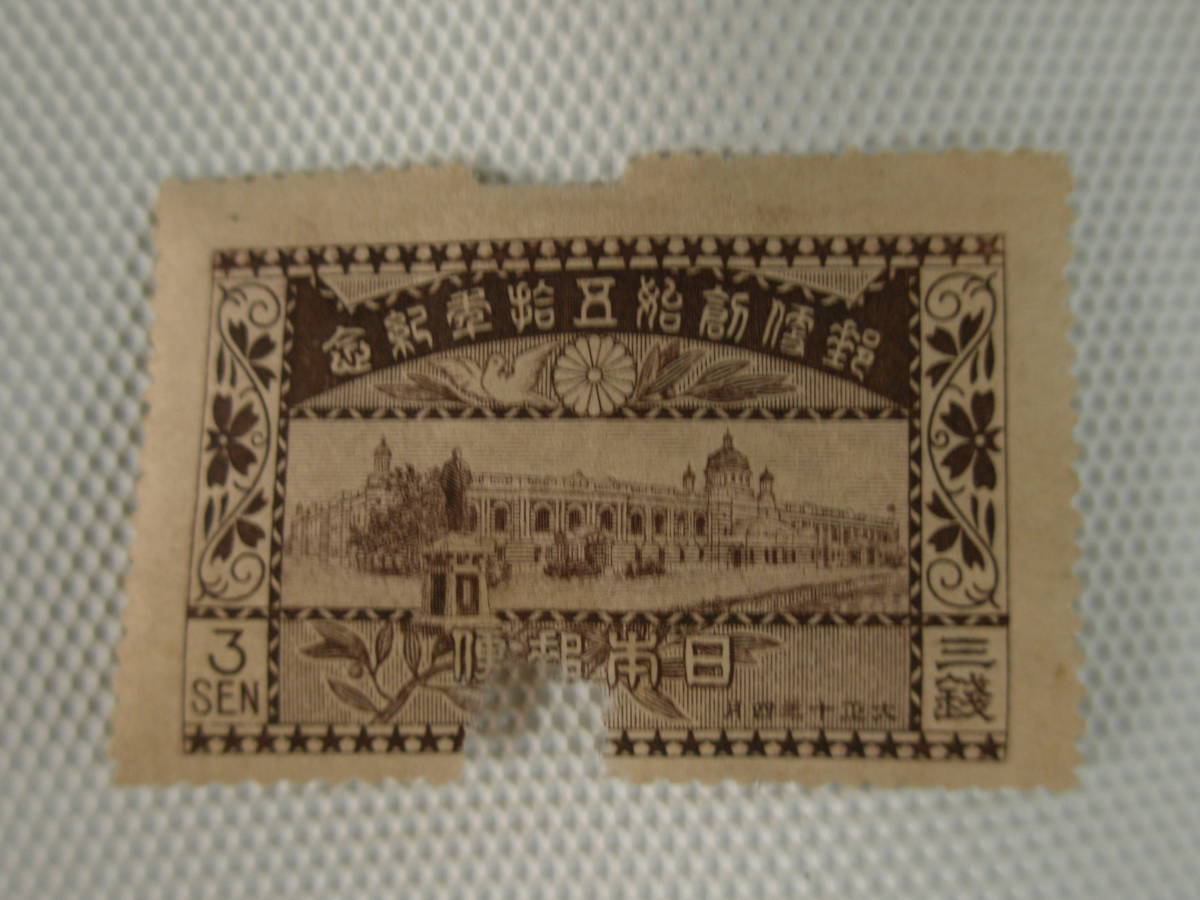 郵便創始五拾年紀念
日本郵便
大正十年四月
3
SEN
三錢